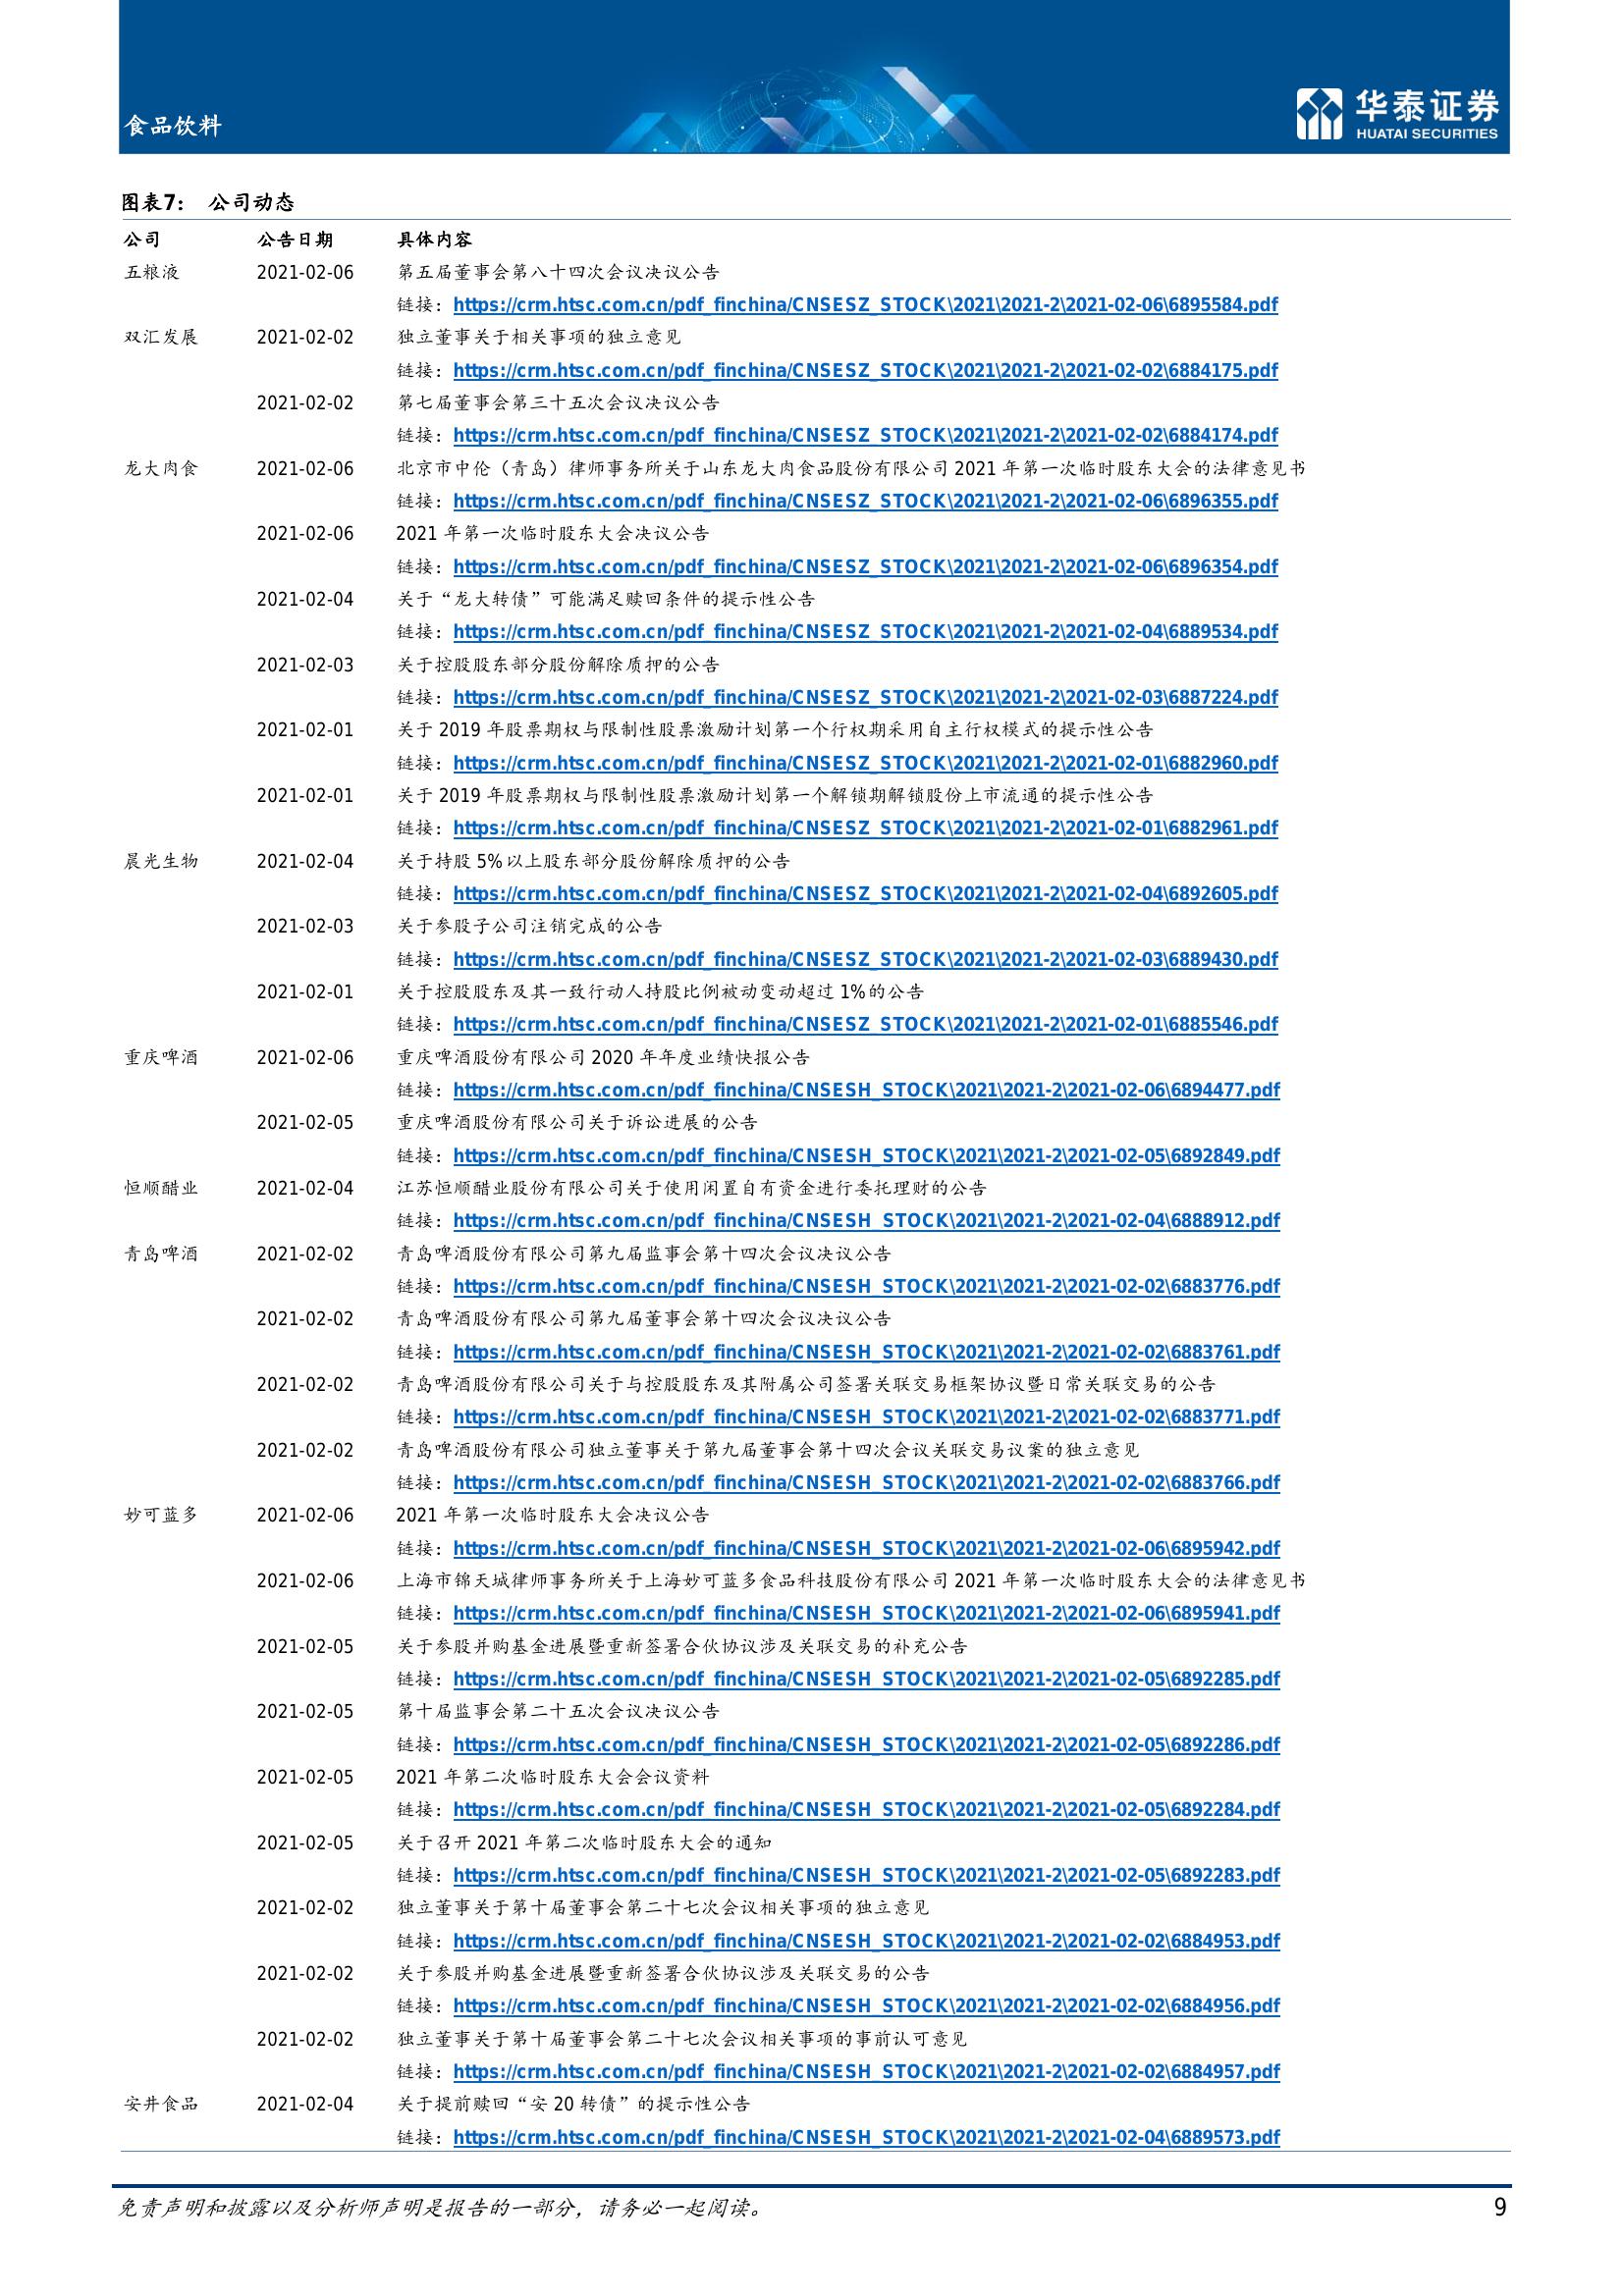 食品饮料
华泰证券
HUATAI SECURITIES
图表7： 公司动态
公司 公告日期 具体内容
五粮液 2021-02-06 第五届董事会第八十四次会议决议公告
链接：https://crm.htsc.com.cn/pdf_finchina/CNSESZ_STOCK\2021\2021-2\2021-02-06\6895584.pdf
双汇发展 2021-02-02 独立董事关于相关事项的独立意见
链接：https://crm.htsc.com.cn/pdf_finchina/CNSESZ_STOCK\2021\2021-2\2021-02-02\6884175.pdf
2021-02-02 第七届董事会第三十五次会议决议公告
链接：https://crm.htsc.com.cn/pdf_finchina/CNSESZ_STOCK\2021\2021-2\2021-02-02\6884174.pdf
龙大肉食 2021-02-06 北京市中伦（青岛）律师事务所关于山东龙大肉食品股份有限公司 2021 年第一次临时股东大会的法律意见书
链接：https://crm.htsc.com.cn/pdf_finchina/CNSESZ_STOCK\2021\2021-2\2021-02-06\6896355.pdf
2021-02-06 2021 年第一次临时股东大会决议公告
链接：https://crm.htsc.com.cn/pdf_finchina/CNSESZ_STOCK\2021\2021-2\2021-02-06\6896354.pdf
2021-02-04 关于“龙大转债”可能满足赎回条件的提示性公告
链接：https://crm.htsc.com.cn/pdf_finchina/CNSESZ_STOCK\2021\2021-2\2021-02-04\6889534.pdf
2021-02-03 关于控股股东部分股份解除质押的公告
链接：https://crm.htsc.com.cn/pdf_finchina/CNSESZ_STOCK\2021\2021-2\2021-02-03\6887224.pdf
2021-02-01 关于 2019 年股票期权与限制性股票激励计划第一个行权期采用自主行权模式的提示性公告
链接：https://crm.htsc.com.cn/pdf_finchina/CNSESZ_STOCK\2021\2021-2\2021-02-01\6882960.pdf
2021-02-01 关于 2019 年股票期权与限制性股票激励计划第一个解锁期解锁股份上市流通的提示性公告
链接：https://crm.htsc.com.cn/pdf_finchina/CNSESZ_STOCK\2021\2021-2\2021-02-01\6882961.pdf
晨光生物 2021-02-04 关于持股 5%以上股东部分股份解除质押的公告
链接：https://crm.htsc.com.cn/pdf_finchina/CNSESZ_STOCK\2021\2021-2\2021-02-04\6892605.pdf
2021-02-03 关于参股子公司注销完成的公告
链接：https://crm.htsc.com.cn/pdf_finchina/CNSESZ_STOCK\2021\2021-2\2021-02-03\6889430.pdf
2021-02-01 关于控股股东及其一致行动人持股比例被动变动超过 1%的公告
链接：https://crm.htsc.com.cn/pdf_finchina/CNSESZ_STOCK\2021\2021-2\2021-02-01\6885546.pdf
重庆啤酒 2021-02-06 重庆啤酒股份有限公司 2020 年年度业绩快报公告
链接：https://crm.htsc.com.cn/pdf_finchina/CNSESH_STOCK\2021\2021-2\2021-02-06\6894477.pdf
2021-02-05 重庆啤酒股份有限公司关于诉讼进展的公告
链接：https://crm.htsc.com.cn/pdf_finchina/CNSESH_STOCK\2021\2021-2\2021-02-05\6892849.pdf
恒顺醋业 2021-02-04 江苏恒顺醋业股份有限公司关于使用闲置自有资金进行委托理财的公告
链接：https://crm.htsc.com.cn/pdf_finchina/CNSESH_STOCK\2021\2021-2\2021-02-04\6888912.pdf
青岛啤酒 2021-02-02 青岛啤酒股份有限公司第九届监事会第十四次会议决议公告
链接：https://crm.htsc.com.cn/pdf_finchina/CNSESH_STOCK\2021\2021-2\2021-02-02\6883776.pdf
2021-02-02 青岛啤酒股份有限公司第九届董事会第十四次会议决议公告
链接：https://crm.htsc.com.cn/pdf_finchina/CNSESH_STOCK\2021\2021-2\2021-02-02\6883761.pdf
2021-02-02 青岛啤酒股份有限公司关于与控股股东及其附属公司签署关联交易框架协议暨日常关联交易的公告
链接：https://crm.htsc.com.cn/pdf_finchina/CNSESH_STOCK\2021\2021-2\2021-02-02\6883771.pdf
2021-02-02 青岛啤酒股份有限公司独立董事关于第九届董事会第十四次会议关联交易议案的独立意见
链接：https://crm.htsc.com.cn/pdf_finchina/CNSESH_STOCK\2021\2021-2\2021-02-02\6883766.pdf
妙可蓝多 2021-02-06 2021 年第一次临时股东大会决议公告
链接：https://crm.htsc.com.cn/pdf_finchina/CNSESH_STOCK\2021\2021-2\2021-02-06\6895942.pdf
2021-02-06 上海市锦天城律师事务所关于上海妙可蓝多食品科技股份有限公司 2021 年第一次临时股东大会的法律意见书
链接：https://crm.htsc.com.cn/pdf_finchina/CNSESH_STOCK\2021\2021-2\2021-02-06\6895941.pdf
2021-02-05 关于参股并购基金进展暨重新签署合伙协议涉及关联交易的补充公告
链接：https://crm.htsc.com.cn/pdf_finchina/CNSESH_STOCK\2021\2021-2\2021-02-05\6892285.pdf
2021-02-05 第十届监事会第二十五次会议决议公告
链接：https://crm.htsc.com.cn/pdf_finchina/CNSESH_STOCK\2021\2021-2\2021-02-05\6892286.pdf
2021-02-05 2021 年第二次临时股东大会会议资料
链接：https://crm.htsc.com.cn/pdf_finchina/CNSESH_STOCK\2021\2021-2\2021-02-05\6892284.pdf
2021-02-05 关于召开 2021 年第二次临时股东大会的通知
链接：https://crm.htsc.com.cn/pdf_finchina/CNSESH_STOCK\2021\2021-2\2021-02-05\6892283.pdf
2021-02-02 独立董事关于第十届董事会第二十七次会议相关事项的独立意见
链接：https://crm.htsc.com.cn/pdf_finchina/CNSESH_STOCK\2021\2021-2\2021-02-02\6884953.pdf
2021-02-02 关于参股并购基金进展暨重新签署合伙协议涉及关联交易的公告
链接：https://crm.htsc.com.cn/pdf_finchina/CNSESH_STOCK\2021\2021-2\2021-02-02\6884956.pdf
2021-02-02 独立董事关于第十届董事会第二十七次会议相关事项的事前认可意见
链接：https://crm.htsc.com.cn/pdf_finchina/CNSESH_STOCK\2021\2021-2\2021-02-02\6884957.pdf
安井食品 2021-02-04 关于提前赎回“安 20 转债”的提示性公告
链接：https://crm.htsc.com.cn/pdf_finchina/CNSESH_STOCK\2021\2021-2\2021-02-04\6889573.pdf
免责声明和披露以及分析师声明是报告的一部分，请务必一起阅读。 9